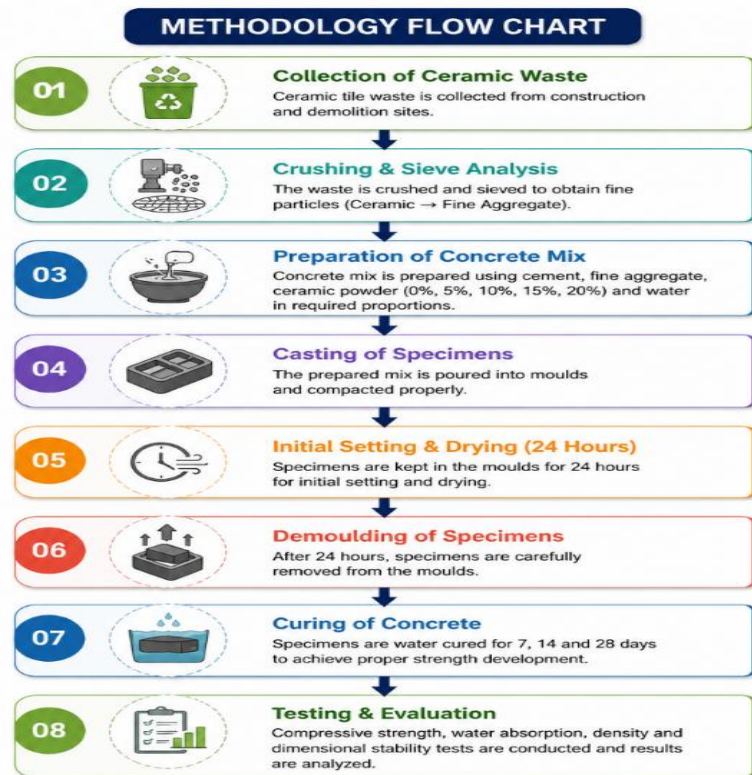 METHODOLOGY FLOW CHART
01
Collection of Ceramic Waste
Ceramic tile waste is collected from construction
and demolition sites.
02
Crushing & Sieve Analysis
The waste is crushed and sieved to obtain fine
particles (Ceramic → Fine Aggregate).
03
Preparation of Concrete Mix
Concrete mix is prepared using cement, fine aggregate,
ceramic powder (0%, 5%, 10%, 15%, 20%) and water
in required proportions.
04
Casting of Specimens
The prepared mix is poured into moulds
and compacted properly.
05
Initial Setting & Drying (24 Hours)
Specimens are kept in the moulds for 24 hours
for initial setting and drying.
06
Demoulding of Specimens
After 24 hours, specimens are carefully
removed from the moulds.
07
Curing of Concrete
Specimens are water cured for 7, 14 and 28 days
to achieve proper strength development.
08
Testing & Evaluation
Compressive strength, water absorption, density and
dimensional stability tests are conducted and results
are analyzed.